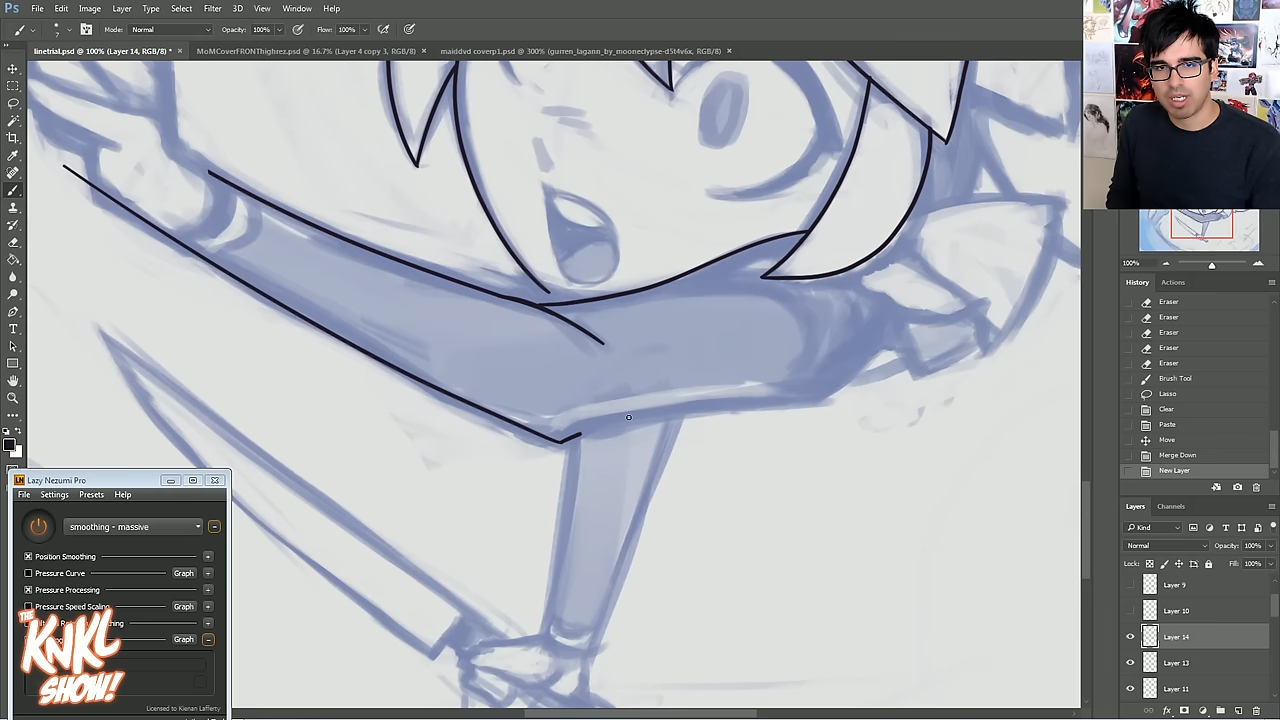 Ps File Edit Image Layer Type Select Filter 3D View Window Help
Mode: Normal Opacity: 100% Flow: 100%
linetrial.psd @ 100% (Layer 14, RGB/8) * × MoMCoverFRONThighrez.psd @ 16.7% (Layer 4 copy 3, RGB/8) × maiddvd coverp1.psd @ 300% (gurren_lagann_by_mooneclypse-d5t4v6x, RGB/8) ×
100%
History Actions
Eraser
Eraser
Eraser
Eraser
Eraser
Brush Tool
Lasso
Clear
Paste
Move
Merge Down
New Layer
Layers Channels
Kind
Normal Opacity: 100%
Lock: Fill: 100%
Layer 9
Layer 10
Layer 14
Layer 13
Layer 11
LN Lazy Nezumi Pro
File Settings Presets Help
smoothing - massive
Position Smoothing
Pressure Curve Graph
Pressure Processing
Pressure Speed Scaling Graph
Graph
THE
KNKL
SHOW!
Licensed to Kienan Lafferty